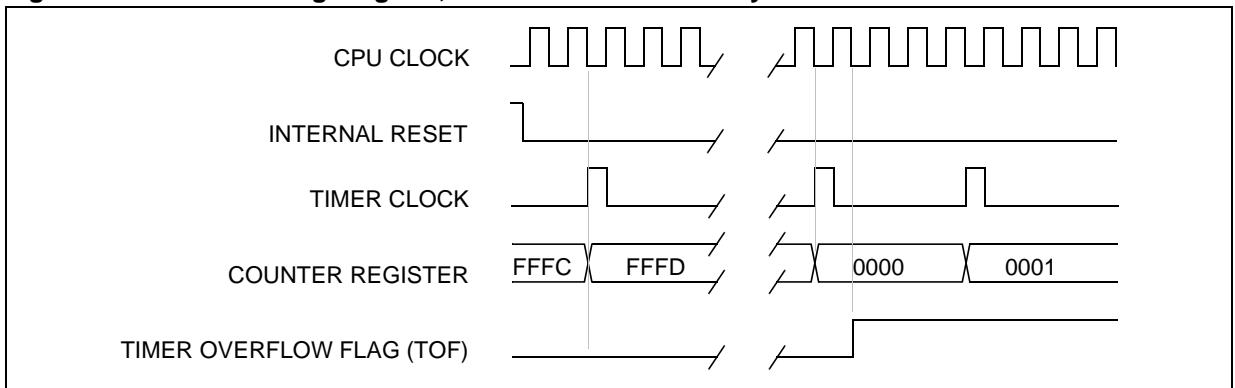 CPU CLOCK
INTERNAL RESET
TIMER CLOCK
COUNTER REGISTER FFFC FFFD 0000 0001
TIMER OVERFLOW FLAG (TOF)